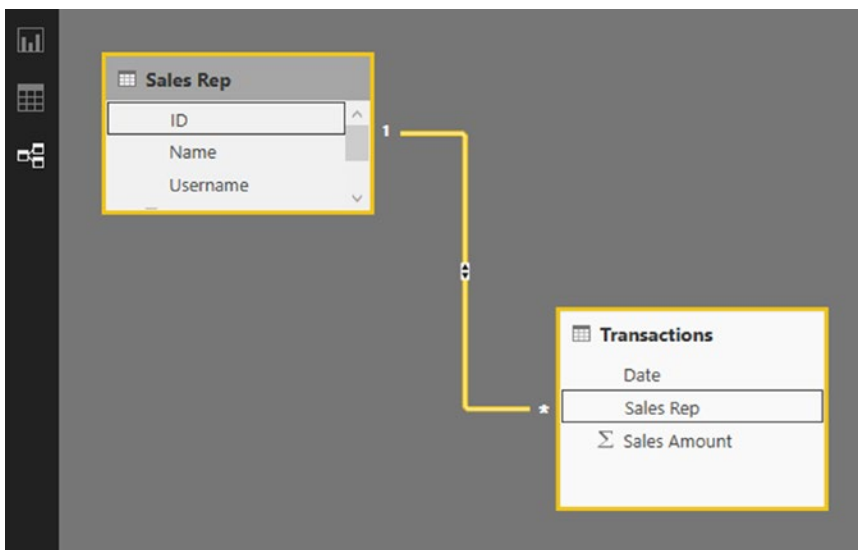 Sales Rep
ID
Name
Username
1
*
Transactions
Date
Sales Rep
Σ Sales Amount